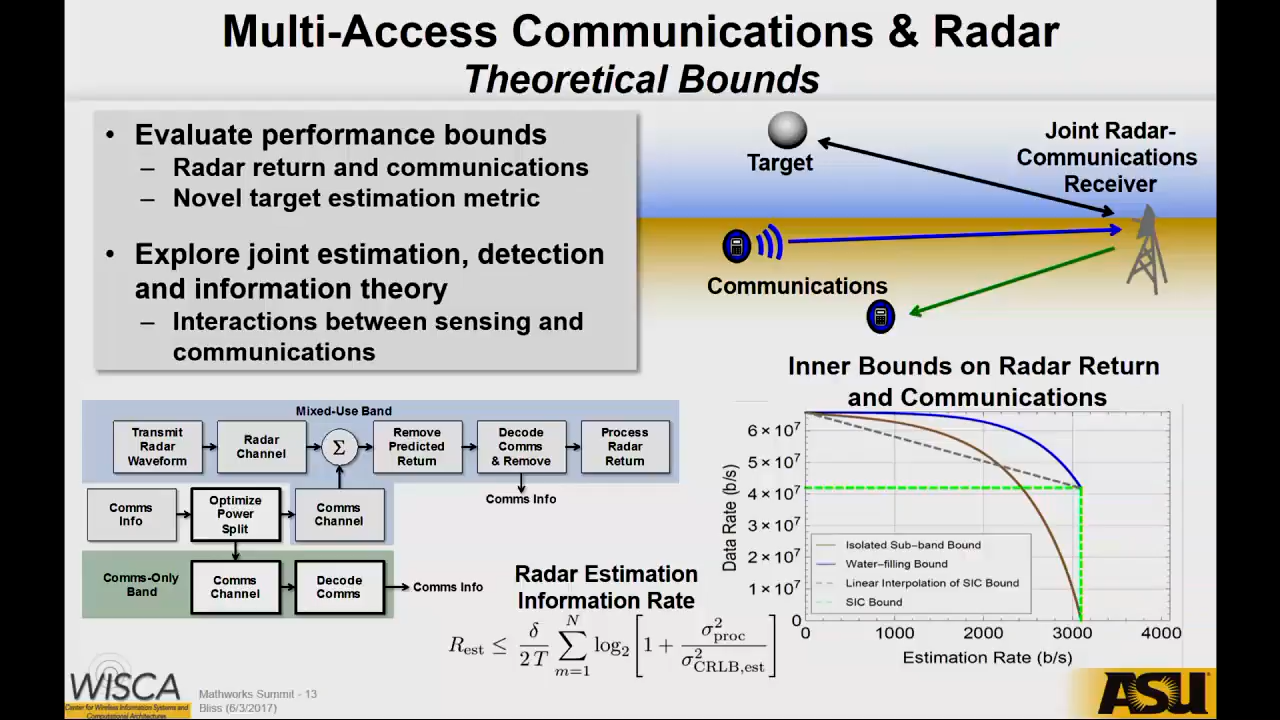 Multi-Access Communications & Radar
Theoretical Bounds
• Evaluate performance bounds
– Radar return and communications
– Novel target estimation metric
• Explore joint estimation, detection
and information theory
– Interactions between sensing and
communications
Target
Joint Radar-
Communications
Receiver
Communications
Mixed-Use Band
Transmit
Radar
Waveform
Radar
Channel
Σ
Remove
Predicted
Return
Decode
Comms
& Remove
Process
Radar
Return
Comms Info
Comms
Info
Optimize
Power
Split
Comms
Channel
Comms-Only
Band
Comms
Channel
Decode
Comms
Comms Info
Radar Estimation
Information Rate
R_est ≤ δ/(2T) ∑_{m=1}^{N} log₂[1 + σ²_proc/σ²_CRLB,est]
Inner Bounds on Radar Return
and Communications
Data Rate (b/s)
6 × 10⁷
5 × 10⁷
4 × 10⁷
3 × 10⁷
2 × 10⁷
1 × 10⁷
0
Isolated Sub–band Bound
Water–filling Bound
Linear Interpolation of SIC Bound
SIC Bound
0 1000 2000 3000 4000
Estimation Rate (b/s)
WISCA
Center for Wireless Information Systems and
Computational Architectures
Mathworks Summit - 13
Bliss (6/3/2017)
ASU